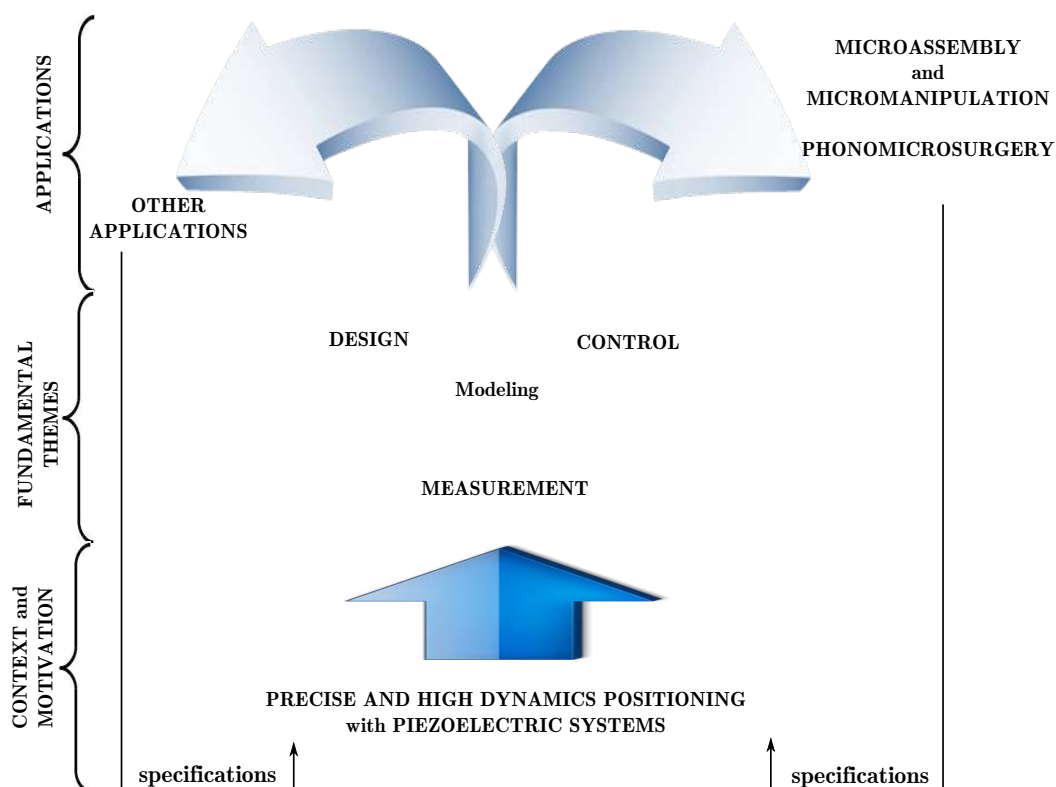 APPLICATIONS
MICROASSEMBLY
and
MICROMANIPULATION
PHONOMICROSURGERY
OTHER
APPLICATIONS
FUNDAMENTAL
THEMES
DESIGN
CONTROL
Modeling
MEASUREMENT
CONTEXT and
MOTIVATION
PRECISE AND HIGH DYNAMICS POSITIONING
with PIEZOELECTRIC SYSTEMS
specifications
specifications